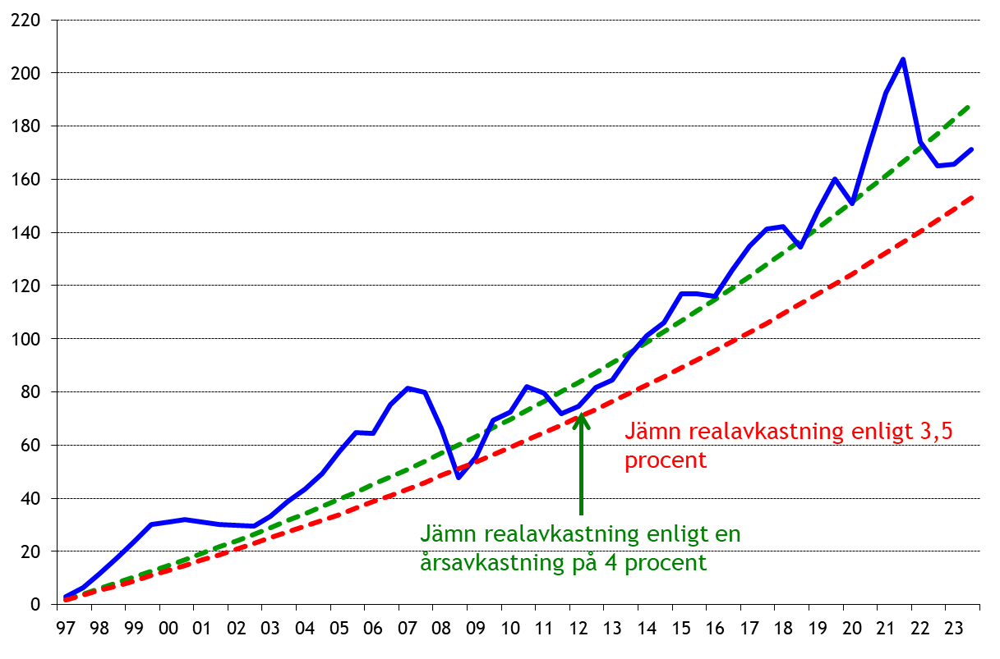 220
200
180
160
140
120
100
80
60
40
20
0
Jämn realavkastning enligt 3,5
procent
Jämn realavkastning enligt en
årsavkastning på 4 procent
97 98 99 00 01 02 03 04 05 06 07 08 09 10 11 12 13 14 15 16 17 18 19 20 21 22 23